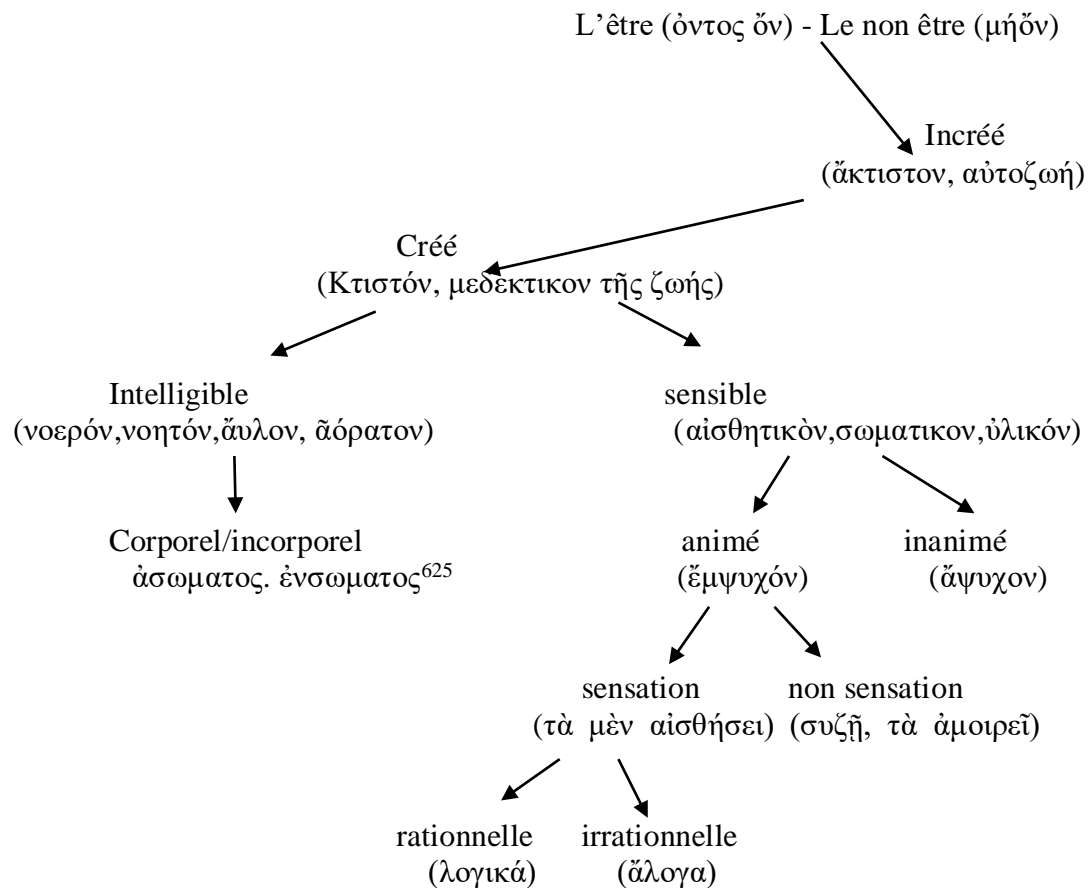 L’être (ὀντος ὄν) - Le non être (μήὄν)
Incréé
(ἄκτιστον, αὐτοζωή)
Créé
(Κτιστόν, μεδεκτικον τῆς ζωής)
Intelligible
(νοερόν,νοητόν,ἄυλον, ᾶόρατον)
sensible
(αἰσθητικὸν,σωματικον,ὐλικόν)
Corporel/incorporel
ἀσωματος. ἐνσωματος⁶²⁵
animé
(ἔμψυχόν)
inanimé
(ἄψυχον)
sensation
(τὰ μὲν αἰσθήσει)
non sensation
(συζῇ, τὰ ἀμοιρεῖ)
rationnelle
(λογικά)
irrationnelle
(ἄλογα)